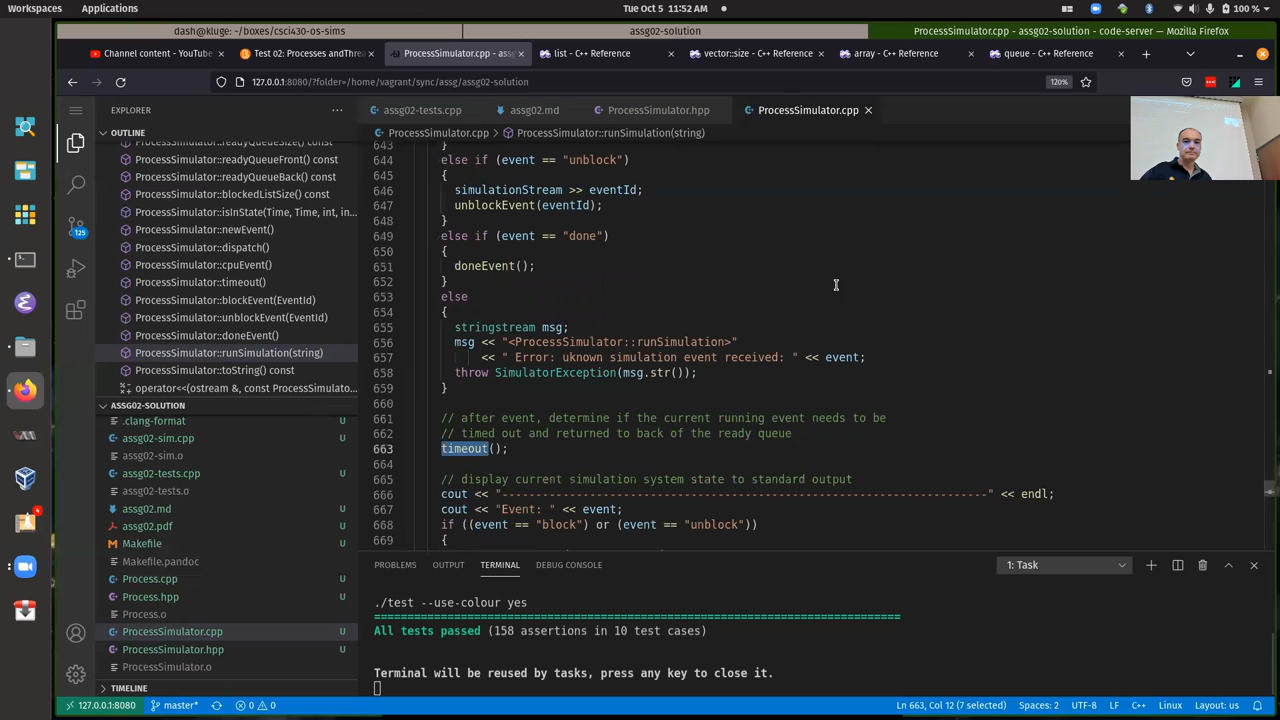 Workspaces
Applications
Tue Oct 5 11:52 AM
100 %
dash@kluge: ~/boxes/csci430-os-sims
assg02-solution
ProcessSimulator.cpp - assg02-solution - code-server — Mozilla Firefox
Channel content - YouTube
Test 02: Processes andThre
ProcessSimulator.cpp - assg
list - C++ Reference
vector::size - C++ Referenc
array - C++ Reference
queue - C++ Reference
127.0.0.1:8080/?folder=/home/vagrant/sync/assg/assg02-solution
120%
EXPLORER
assg02-tests.cpp
assg02.md
ProcessSimulator.hpp
ProcessSimulator.cpp
OUTLINE
ProcessSimulator.cpp > ProcessSimulator::runSimulation(string)
ProcessSimulator::readyQueueSize() const
ProcessSimulator::readyQueueFront() const
ProcessSimulator::readyQueueBack() const
ProcessSimulator::blockedListSize() const
ProcessSimulator::isInState(Time, Time, int, in...
ProcessSimulator::newEvent()
ProcessSimulator::dispatch()
ProcessSimulator::cpuEvent()
ProcessSimulator::timeout()
ProcessSimulator::blockEvent(EventId)
ProcessSimulator::unblockEvent(EventId)
ProcessSimulator::doneEvent()
ProcessSimulator::runSimulation(string)
ProcessSimulator::toString() const
operator<<(ostream &, const ProcessSimulato...
125
ASSG02-SOLUTION
.clang-format U
assg02-sim.cpp U
assg02-sim.o
assg02-tests.cpp U
assg02-tests.o
assg02.md U
assg02.pdf U
Makefile U
Makefile.pandoc
Process.cpp U
Process.hpp U
Process.o
ProcessSimulator.cpp U
ProcessSimulator.hpp U
ProcessSimulator.o
TIMELINE
643 }
644 else if (event == "unblock")
645 {
646 simulationStream >> eventId;
647 unblockEvent(eventId);
648 }
649 else if (event == "done")
650 {
651 doneEvent();
652 }
653 else
654 {
655 stringstream msg;
656 msg << "<ProcessSimulator::runSimulation>"
657 << " Error: uknown simulation event received: " << event;
658 throw SimulatorException(msg.str());
659 }
660
661 // after event, determine if the current running event needs to be
662 // timed out and returned to back of the ready queue
663 timeout();
664
665 // display current simulation system state to standard output
666 cout << "------------------------------------------------------------------------" << endl;
667 cout << "Event: " << event;
668 if ((event == "block") or (event == "unblock"))
669 {
PROBLEMS
OUTPUT
TERMINAL
DEBUG CONSOLE
1: Task
./test --use-colour yes
===============================================================================
All tests passed (158 assertions in 10 test cases)
Terminal will be reused by tasks, press any key to close it.
127.0.0.1:8080
master*
0
0
Ln 663, Col 12 (7 selected)
Spaces: 2
UTF-8
LF
C++
Linux
Layout: us